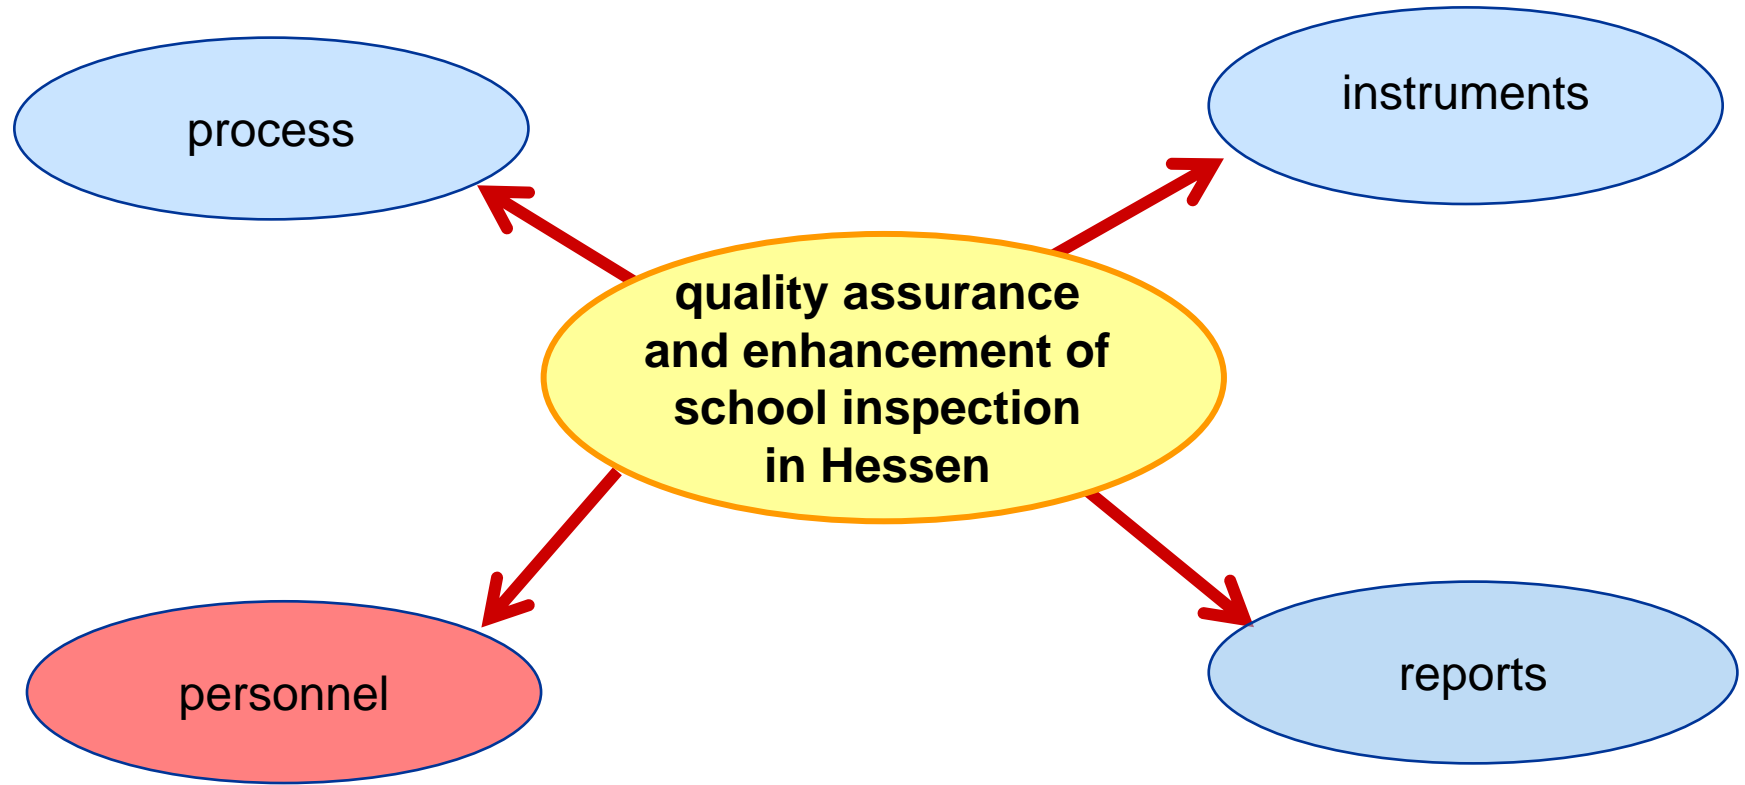 process
instruments
quality assurance
and enhancement of
school inspection
in Hessen
personnel
reports